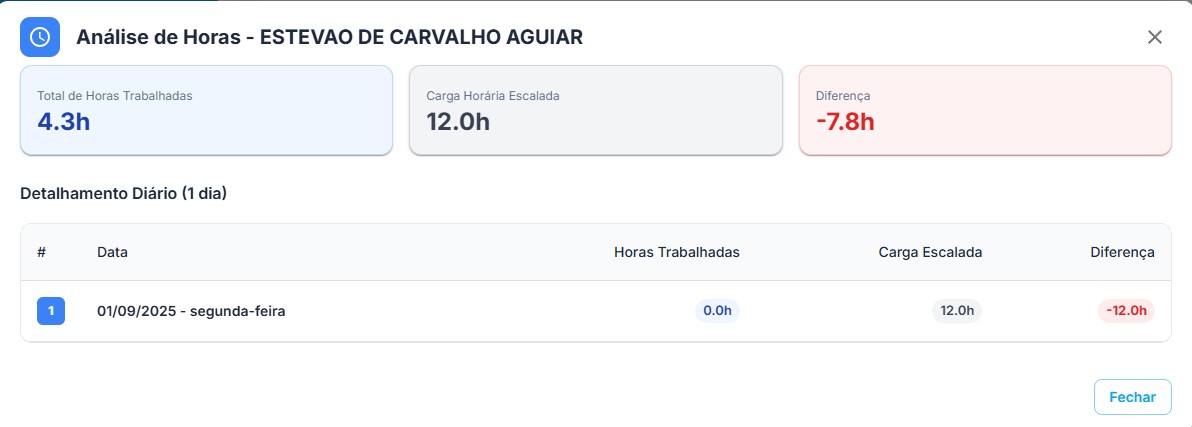 Análise de Horas - ESTEVAO DE CARVALHO AGUIAR
Total de Horas Trabalhadas
4.3h
Carga Horária Escalada
12.0h
Diferença
-7.8h
Detalhamento Diário (1 dia)
# Data Horas Trabalhadas Carga Escalada Diferença
1 01/09/2025 - segunda-feira 0.0h 12.0h -12.0h
Fechar